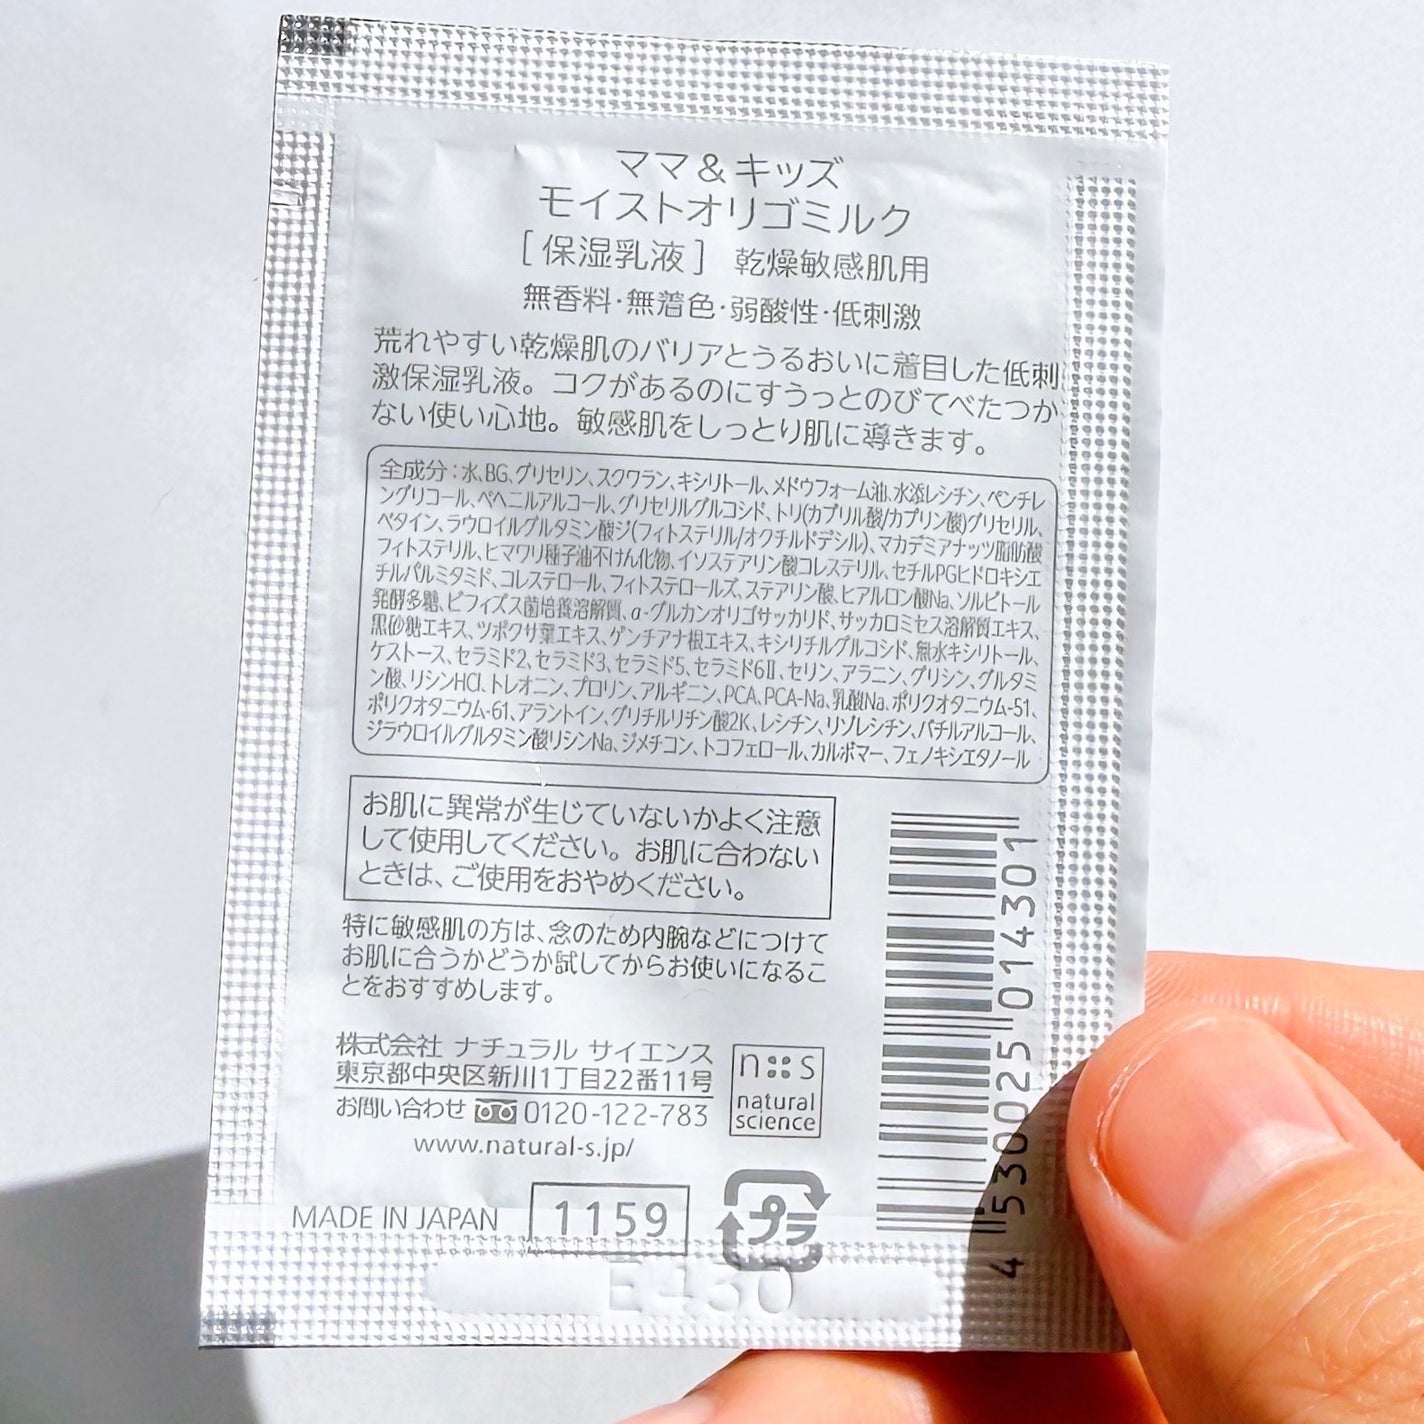 ママ&キッズ
モイストオリゴミルク
[保湿乳液] 乾燥敏感肌用
無香料・無着色・弱酸性・低刺激
荒れやすい乾燥肌のバリアとうるおいに着目した低刺
激保湿乳液。コクがあるのにすうっとのびてべたつか
ない使い心地。敏感肌をしっとり肌に導きます。
全成分:水、BG、グリセリン、スクワラン、キシリトール、メドウフォーム油、水添レシチン、ペンチレ
ングリコール、ベヘニルアルコール、グリセリルグルコシド、トリ(カプリル酸/カプリン酸)グリセリル、
ベタイン、ラウロイルグルタミン酸ジ(フィトステリル/オクチルドデシル)、マカデミアナッツ脂肪酸
フィトステリル、ヒマワリ種子油不けん化物、イソステアリン酸コレステリル、セチルPGヒドロキシエ
チルパルミタミド、コレステロール、フィトステロールズ、ステアリン酸、ヒアルロン酸Na、ソルビトール
発酵多糖、ビフィズス菌培養溶解質、α-グルカンオリゴサッカリド、サッカロミセス溶解質エキス、
黒砂糖エキス、ツボクサ葉エキス、ゲンチアナ根エキス、キシリチルグルコシド、無水キシリトール、
ケストース、セラミド2、セラミド3、セラミド5、セラミド6Ⅱ、セリン、アラニン、グリシン、グルタミ
ン酸、リシンHCl、トレオニン、プロリン、アルギニン、PCA、PCA-Na、乳酸Na、ポリクオタニウム-51、
ポリクオタニウム-61、アラントイン、グリチルリチン酸2K、レシチン、リゾレシチン、バチルアルコール、
ジラウロイルグルタミン酸リシンNa、ジメチコン、トコフェロール、カルボマー、フェノキシエタノール
お肌に異常が生じていないかよく注意
して使用してください。お肌に合わない
ときは、ご使用をおやめください。
特に敏感肌の方は、念のため内腕などにつけて
お肌に合うかどうか試してからお使いになるこ
とをおすすめします。
株式会社 ナチュラル サイエンス
東京都中央区新川1丁目22番11号
お問い合わせ 0120-122-783
www.natural-s.jp/
n s
natural
science
MADE IN JAPAN
1159
プラ
4 530025 014301